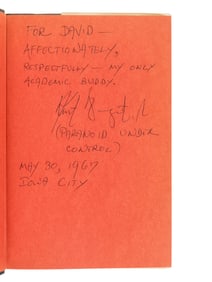 FOR DAVID —
AFFECTIONATELY,
RESPECTFULLY — MY ONLY
ACADEMIC BUDDY.
(PARANOID UNDER
CONTROL)
MAY 30, 1967
IOWA CITY